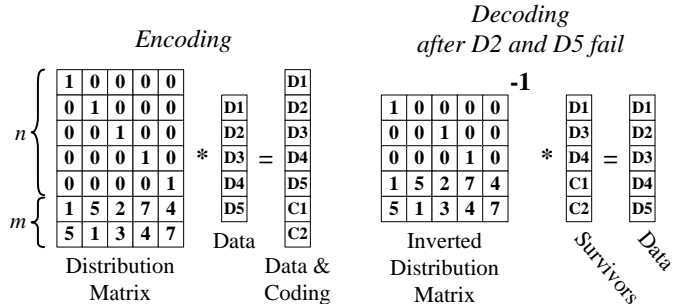 Encoding
1 0 0 0 0
0 1 0 0 0
0 0 1 0 0
0 0 0 1 0
0 0 0 0 1
1 5 2 7 4
5 1 3 4 7
n
m
Distribution
Matrix
*
D1
D2
D3
D4
D5
Data
=
D1
D2
D3
D4
D5
C1
C2
Data &
Coding
Decoding
after D2 and D5 fail
-1
1 0 0 0 0
0 0 1 0 0
0 0 0 1 0
1 5 2 7 4
5 1 3 4 7
Inverted
Distribution
Matrix
*
D1
D3
D4
C1
C2
Survivors
=
D1
D2
D3
D4
D5
Data